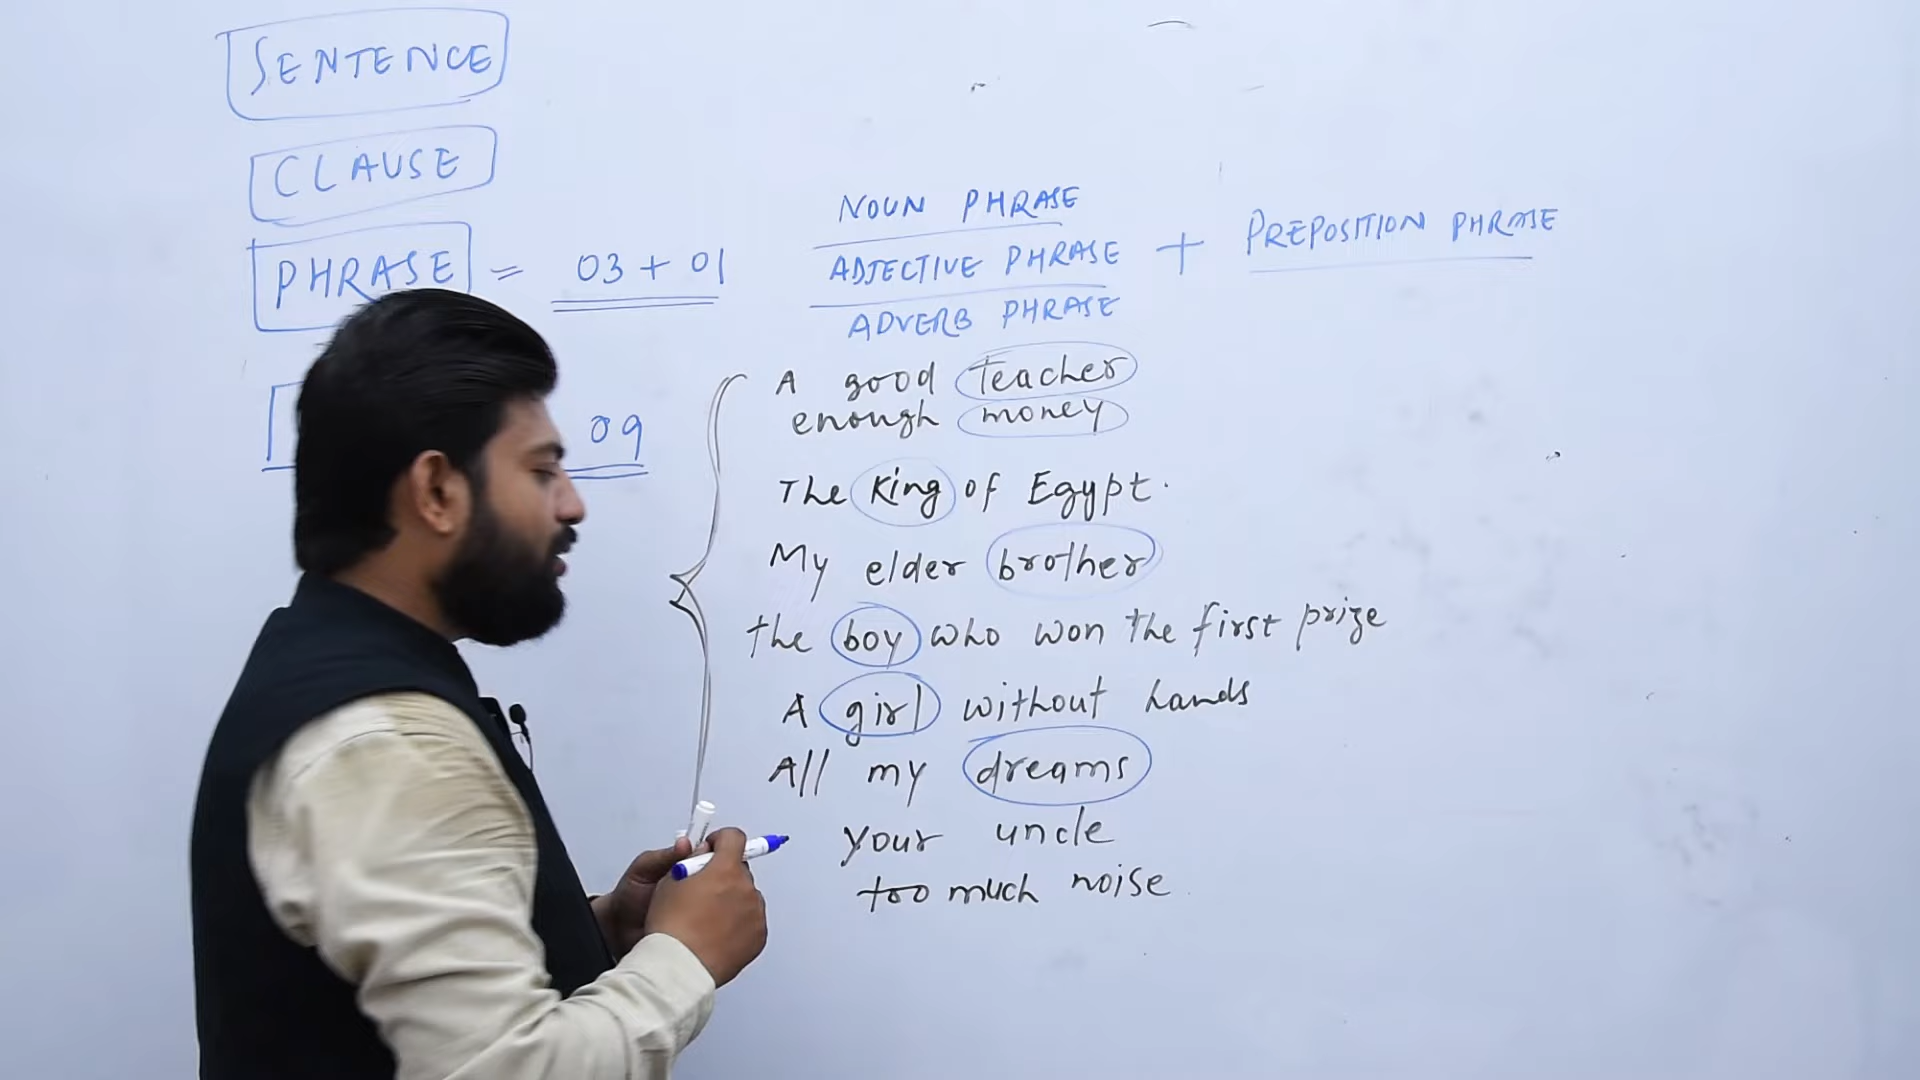 SENTENCE
CLAUSE
PHRASE = 03 + 01
NOUN PHRASE
ADJECTIVE PHRASE + PREPOSITION PHRASE
ADVERB PHRASE
09
A good teacher
enough money
The King of Egypt.
My elder brother
the boy who won the first prize
A girl without hands
All my dreams
your uncle
too much noise